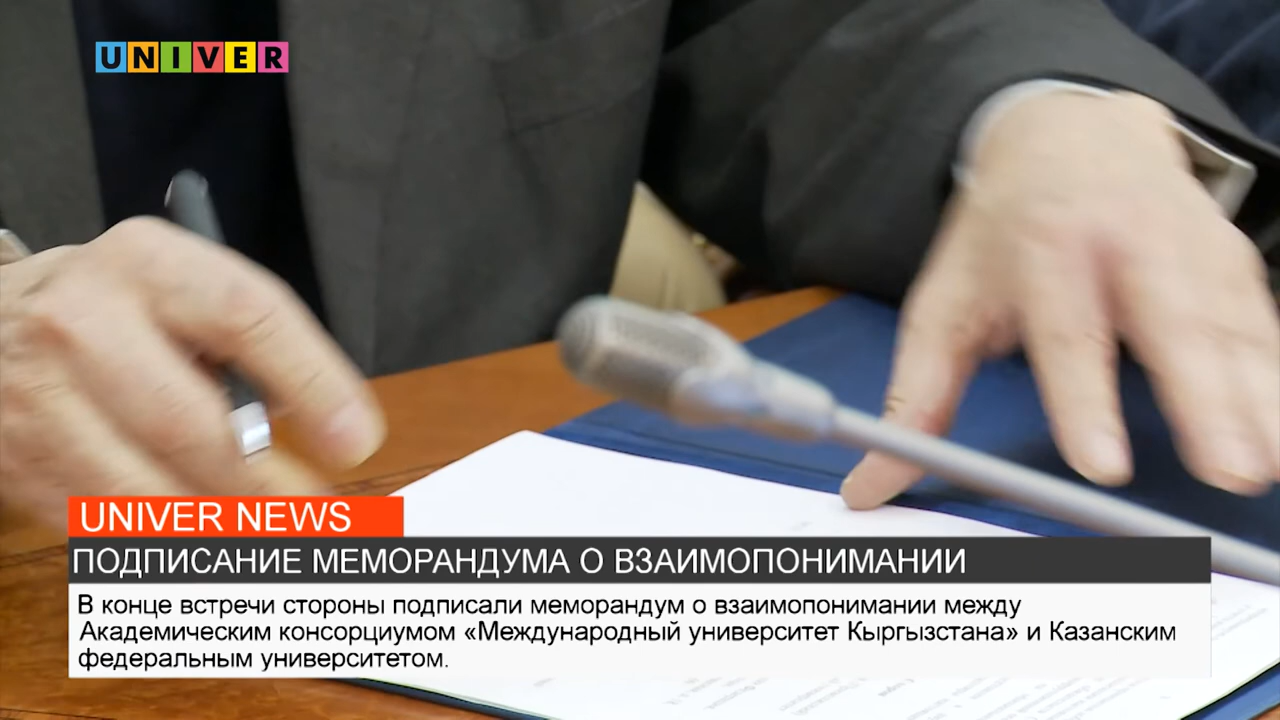 UNIVER
UNIVER NEWS
ПОДПИСАНИЕ МЕМОРАНДУМА О ВЗАИМОПОНИМАНИИ
В конце встречи стороны подписали меморандум о взаимопонимании между
Академическим консорциумом «Международный университет Кыргызстана» и Казанским
федеральным университетом.